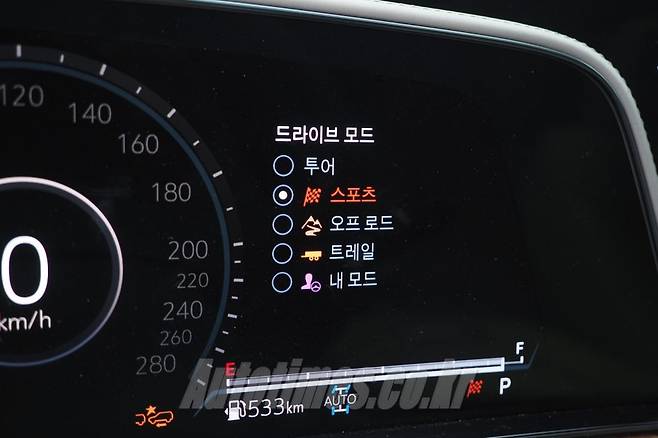 드라이브 모드
투어
스포츠
오프 로드
트레일
내 모드
120
140
160
180
200
220
240
260
280
0
km/h
E
F
533km
AUTO
P
Autotimes.co.kr